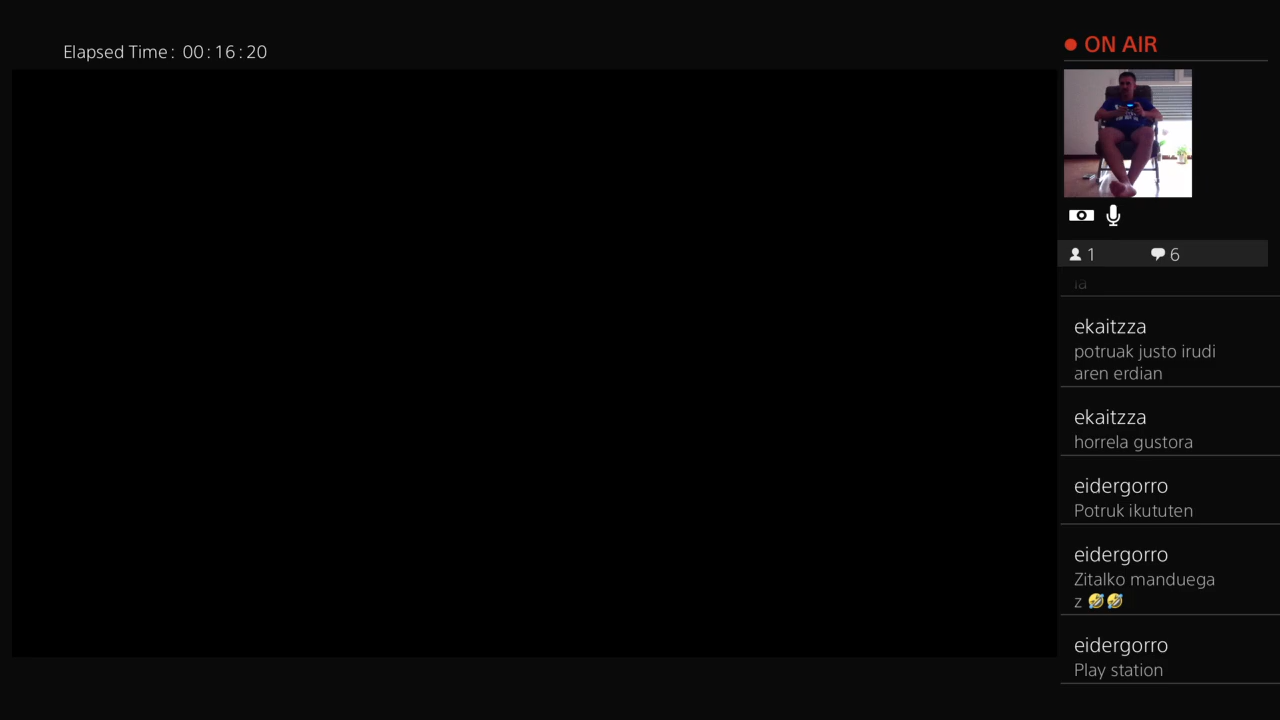 Elapsed Time: 00:16:20
ON AIR
1
6
ekaitzza
potruak justo irudi
aren erdian
ekaitzza
horrela gustora
eidergorro
Potruk ikututen
eidergorro
Zitalko manduega
z 🤣🤣
eidergorro
Play station